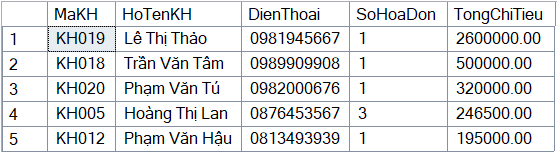 MaKH HoTenKH DienThoai SoHoaDon TongChiTieu
1 KH019 Lê Thị Thảo 0981945667 1 2600000.00
2 KH018 Trần Văn Tâm 0989909908 1 500000.00
3 KH020 Phạm Văn Tú 0982000676 1 320000.00
4 KH005 Hoàng Thị Lan 0876453567 3 246500.00
5 KH012 Phạm Văn Hậu 0813493939 1 195000.00